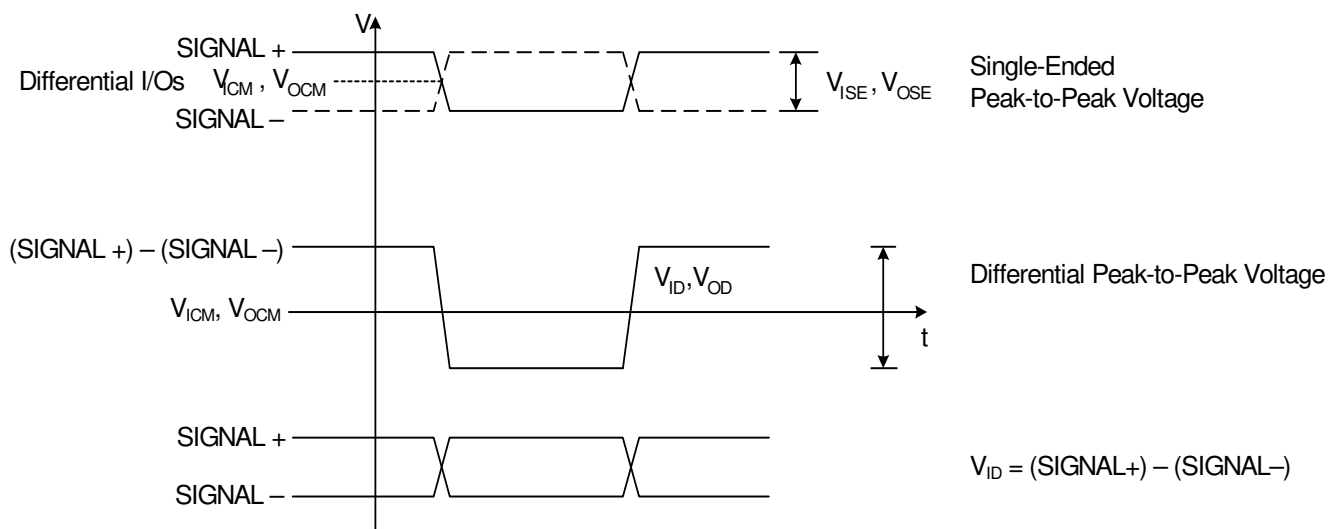 V
SIGNAL +
Differential I/Os V_ICM , V_OCM
SIGNAL –
V_ISE , V_OSE
Single-Ended
Peak-to-Peak Voltage
(SIGNAL +) – (SIGNAL –)
V_ID,V_OD
Differential Peak-to-Peak Voltage
V_ICM, V_OCM
t
SIGNAL +
SIGNAL –
V_ID = (SIGNAL+) – (SIGNAL–)